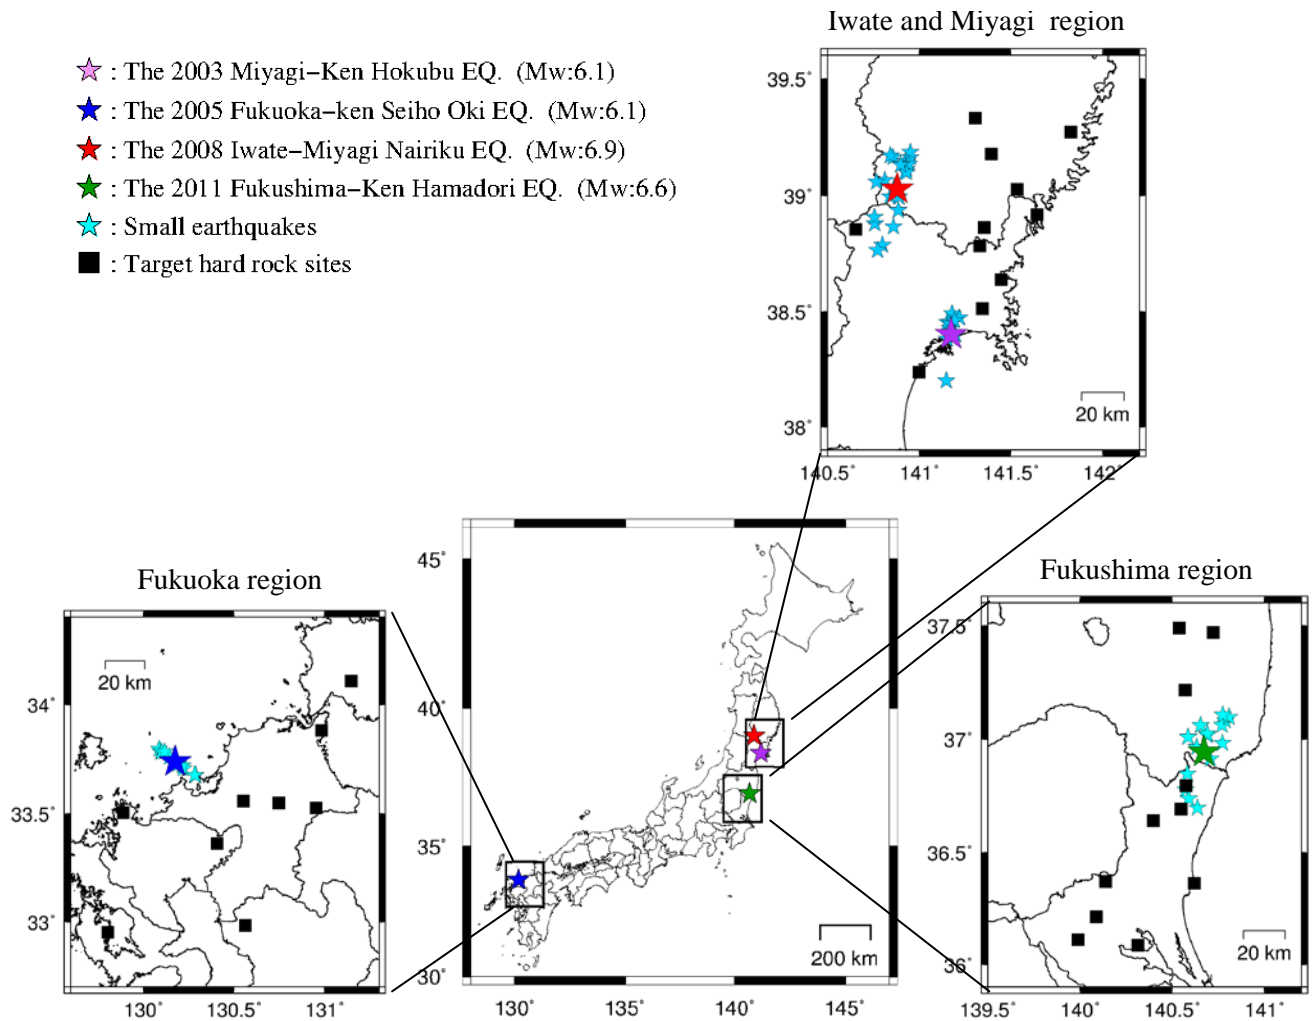 Iwate and Miyagi region
: The 2003 Miyagi-Ken Hokubu EQ. (Mw:6.1)
: The 2005 Fukuoka-ken Seiho Oki EQ. (Mw:6.1)
: The 2008 Iwate-Miyagi Nairiku EQ. (Mw:6.9)
: The 2011 Fukushima-Ken Hamadori EQ. (Mw:6.6)
: Small earthquakes
: Target hard rock sites
39.5°
39°
38.5°
38°
20 km
140.5° 141° 141.5° 142°
Fukuoka region
20 km
34°
33.5°
33°
130° 130.5° 131°
45°
40°
35°
30°
200 km
130° 135° 140° 145°
Fukushima region
37.5°
37°
36.5°
36°
20 km
139.5° 140° 140.5° 141°